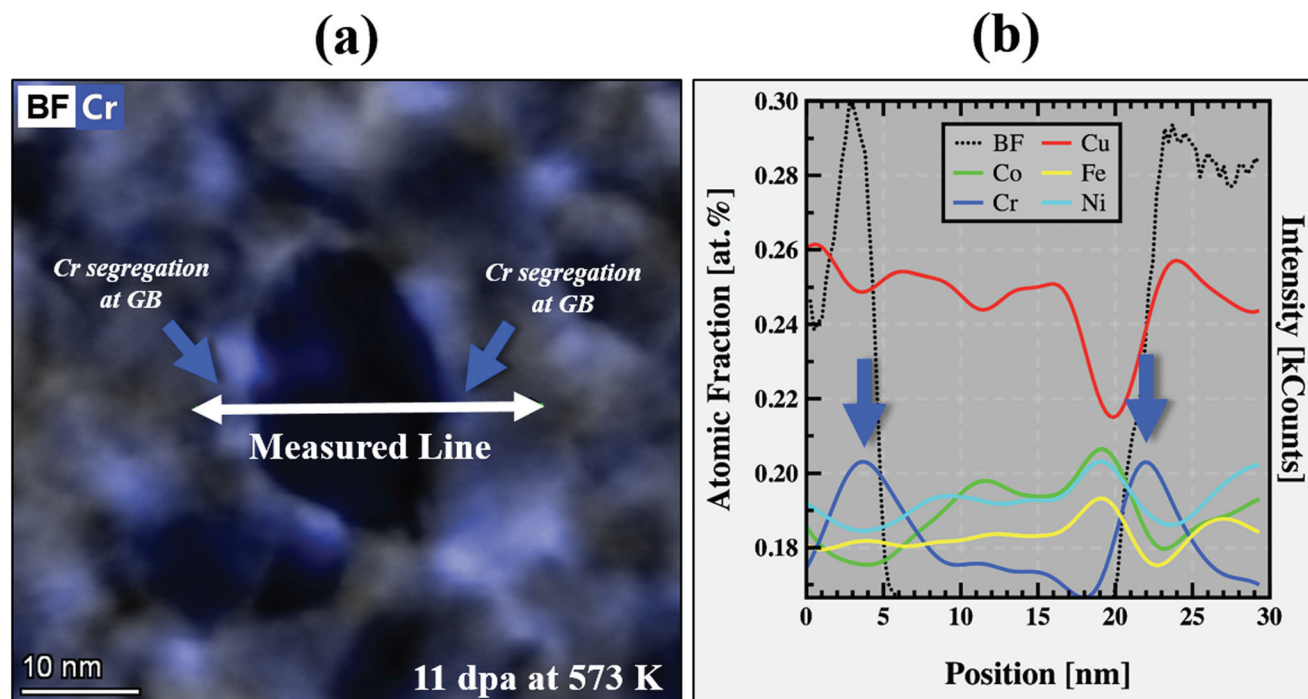 (a)
BF Cr
Cr segregation
at GB
Cr segregation
at GB
Measured Line
10 nm
11 dpa at 573 K
(b)
Atomic Fraction [at.%]
0.30
0.28
0.26
0.24
0.22
0.20
0.18
BF
Co
Cr
Cu
Fe
Ni
Intensity [kCounts]
0
5
10
15
20
25
30
Position [nm]